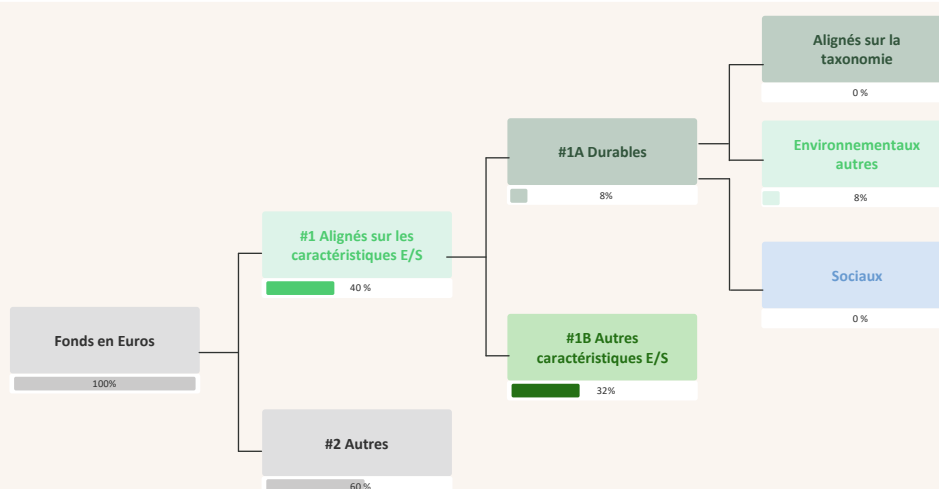 Alignés sur la
taxonomie
0 %
#1A Durables
8%
Environnementaux
autres
8%
#1 Alignés sur les
caractéristiques E/S
40 %
Sociaux
0 %
Fonds en Euros
100%
#1B Autres
caractéristiques E/S
32%
#2 Autres
60 %